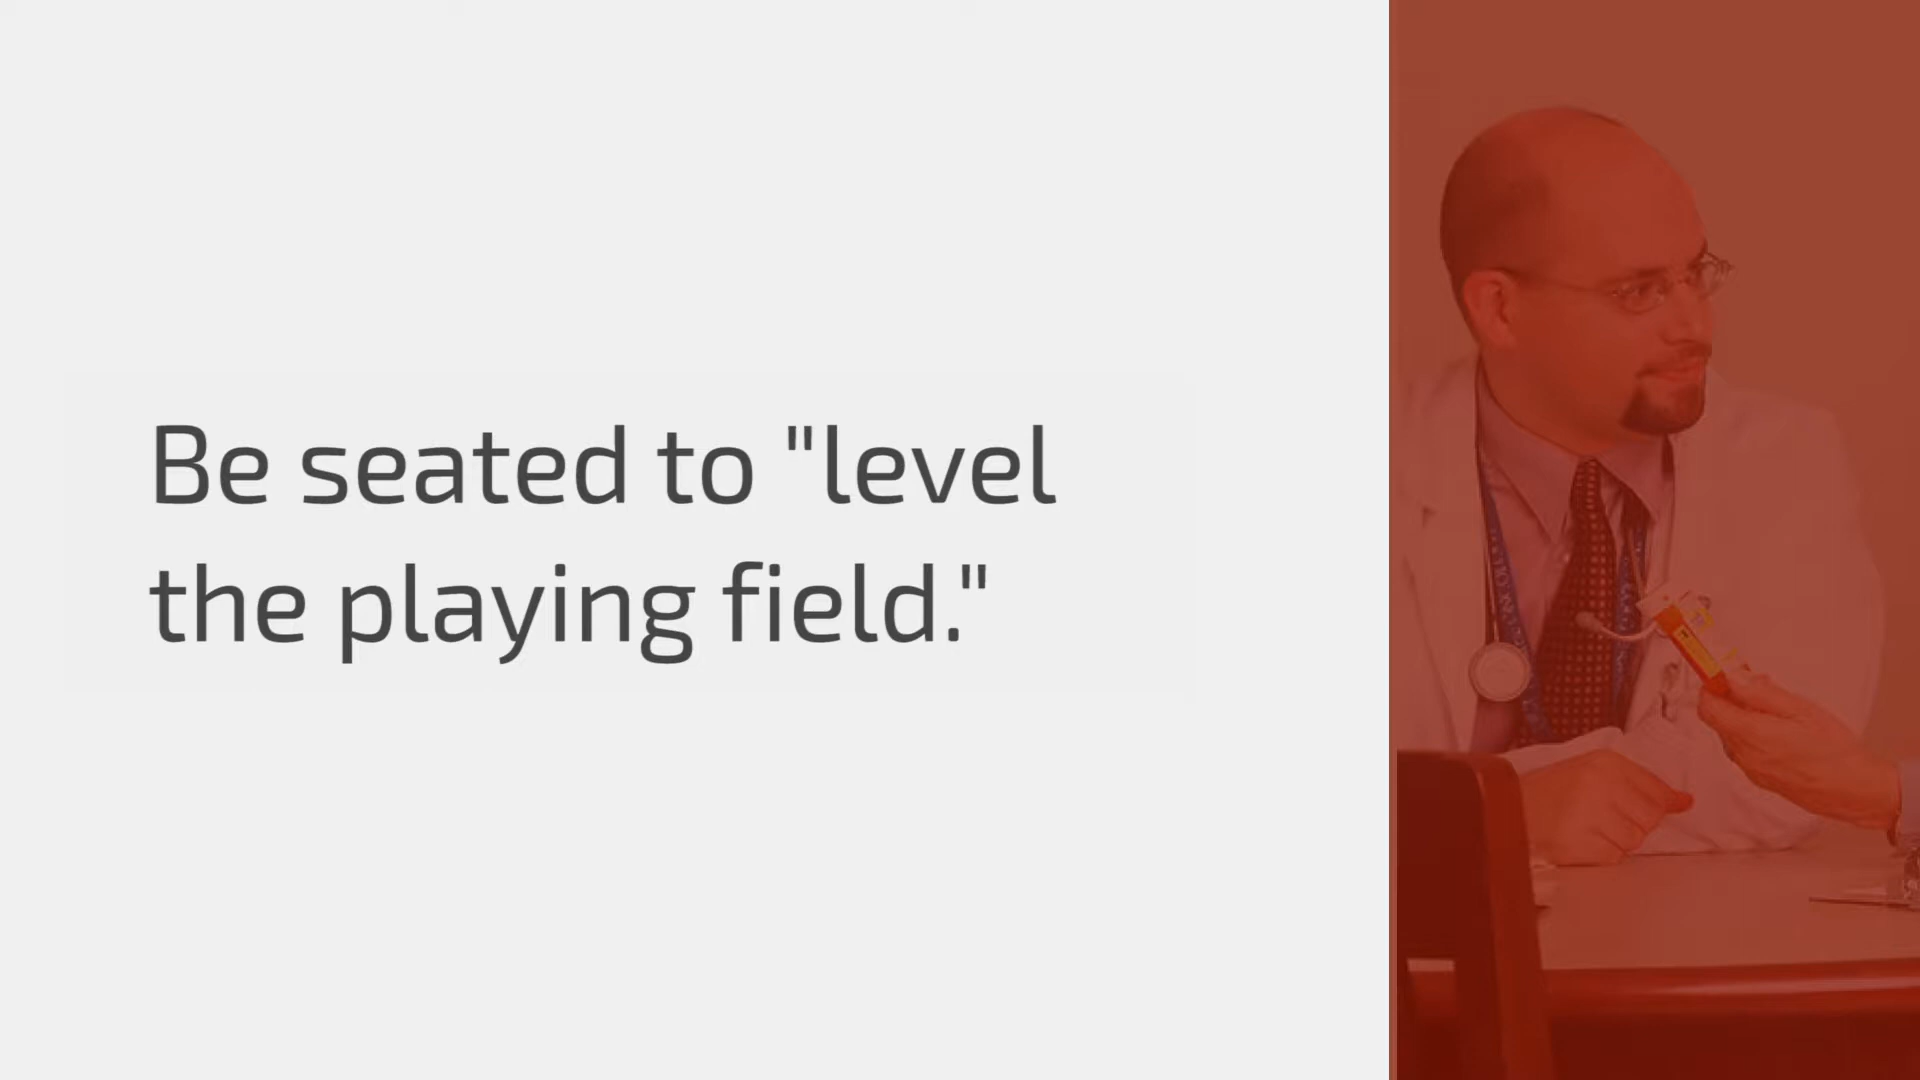 Be seated to "level
the playing field."